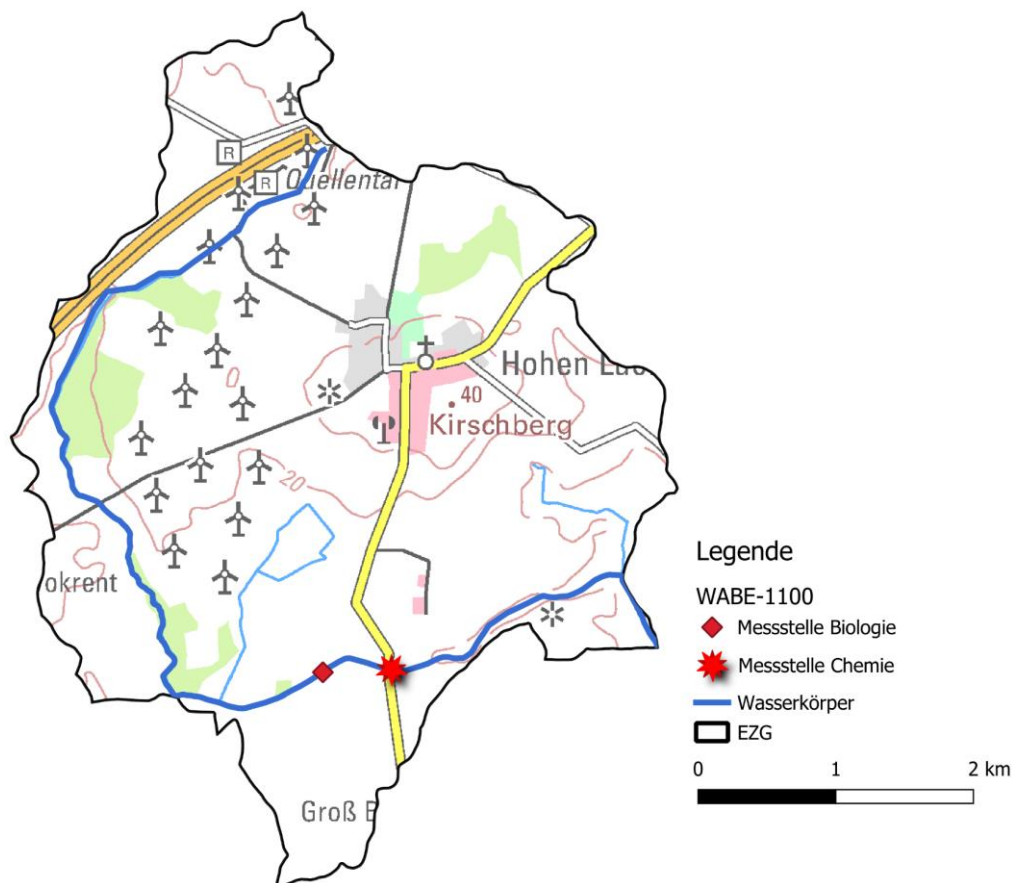 R
R
Quellental
Hohen Luc
40
Kirschberg
20
0
okrent
Groß B
Legende
WABE-1100
Messstelle Biologie
Messstelle Chemie
Wasserkörper
EZG
0 1 2 km